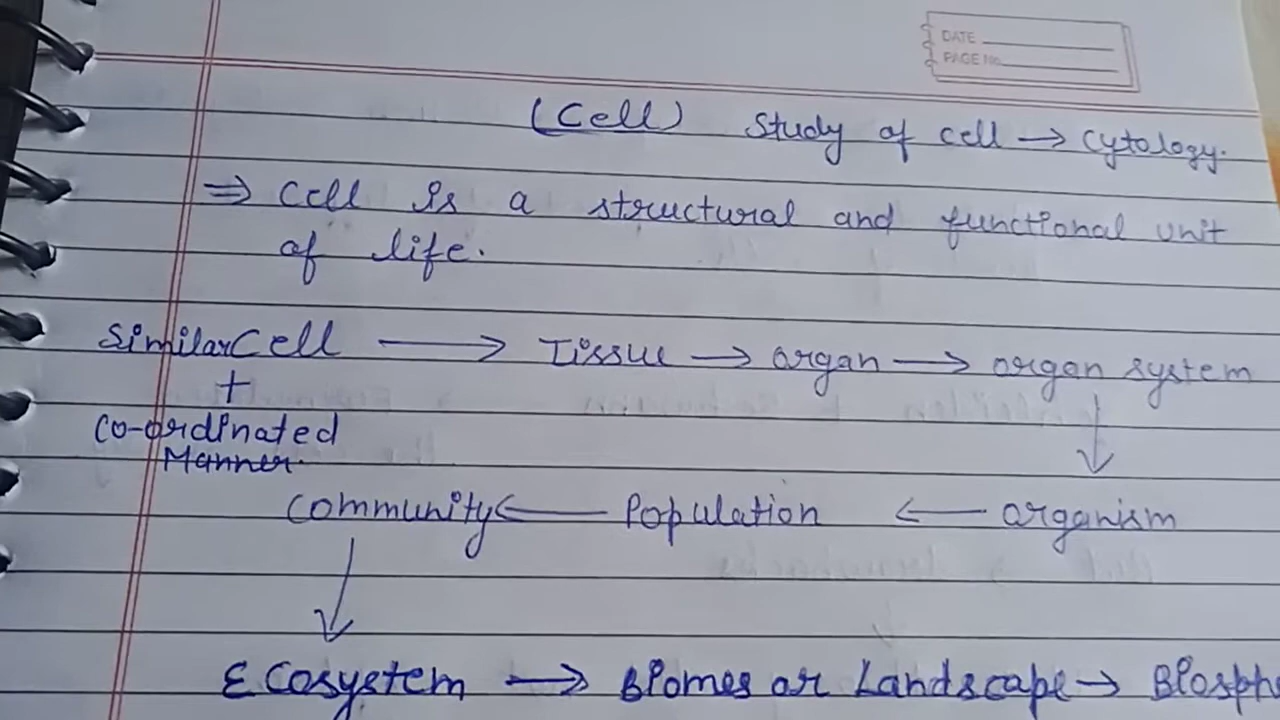 DATE
PAGE No.
(Cell) Study of cell → Cytology.
⇒ Cell is a structural and functional unit
of life.
Similar Cell → Tissue → organ → organ system
+
Co-ordinated
Manner.
↓
Community ← Population ← organism
↓
Ecosystem → Biomes or Landscape → Biosph